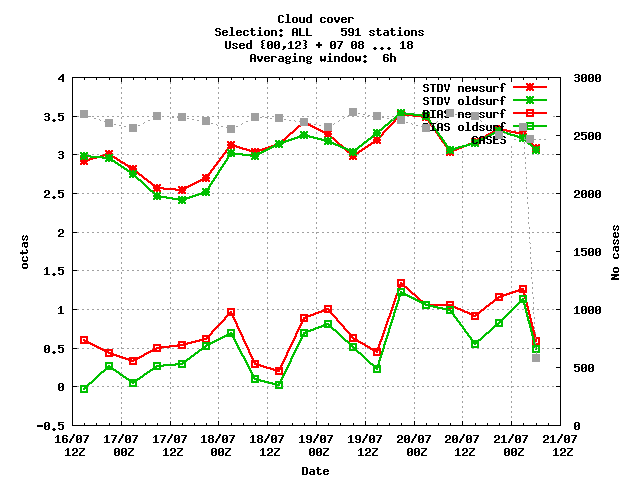 Cloud cover
Selection: ALL    591 stations
Used {00,12} + 07 08 ... 18
Averaging window:  6h
STDV newsurf
STDV oldsurf
BIAS newsurf
BIAS oldsurf
CASES
4
3.5
3
2.5
2
1.5
1
0.5
0
-0.5
octas
3000
2500
2000
1500
1000
500
0
No cases
16/07 17/07 17/07 18/07 18/07 19/07 19/07 20/07 20/07 21/07 21/07
12Z 00Z 12Z 00Z 12Z 00Z 12Z 00Z 12Z 00Z 12Z
Date